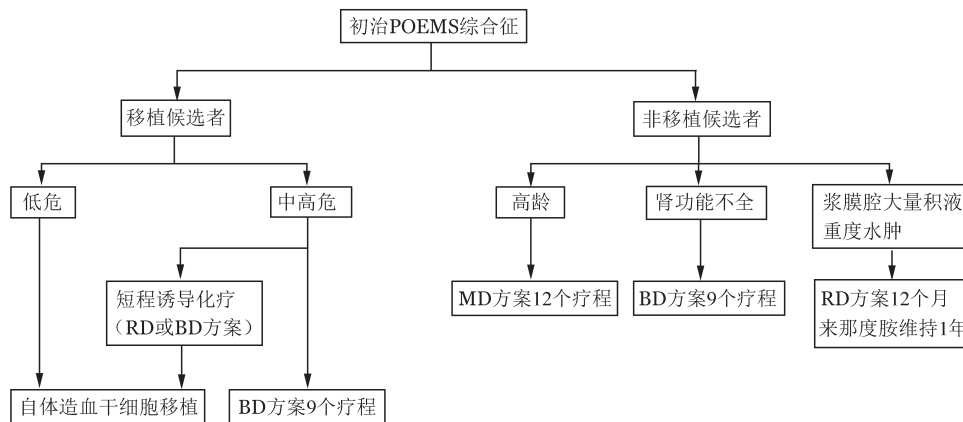 初治POEMS综合征
移植候选者
非移植候选者
低危
中高危
高龄
肾功能不全
浆膜腔大量积液
重度水肿
短程诱导化疗
（RD或BD方案）
MD方案12个疗程
BD方案9个疗程
RD方案12个月
来那度胺维持1年
自体造血干细胞移植
BD方案9个疗程